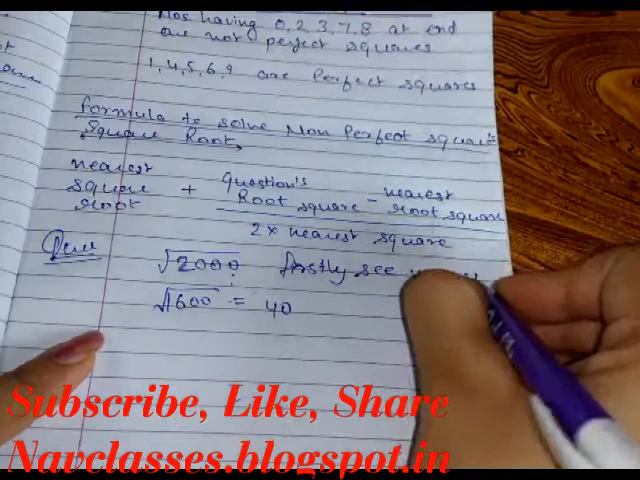 Nos having 0, 2, 3, 7, 8 at end
are not perfect squares
1, 4, 5, 6, 9 are Perfect squares
formula to solve Non Perfect square's
Square Root,
nearest
square
root
+
Question's
Root square - nearest Root square
2 x nearest square
Ques
√2000 firstly see
√1600 = 40
Subscribe, Like, Share
Navclasses.blogspot.in